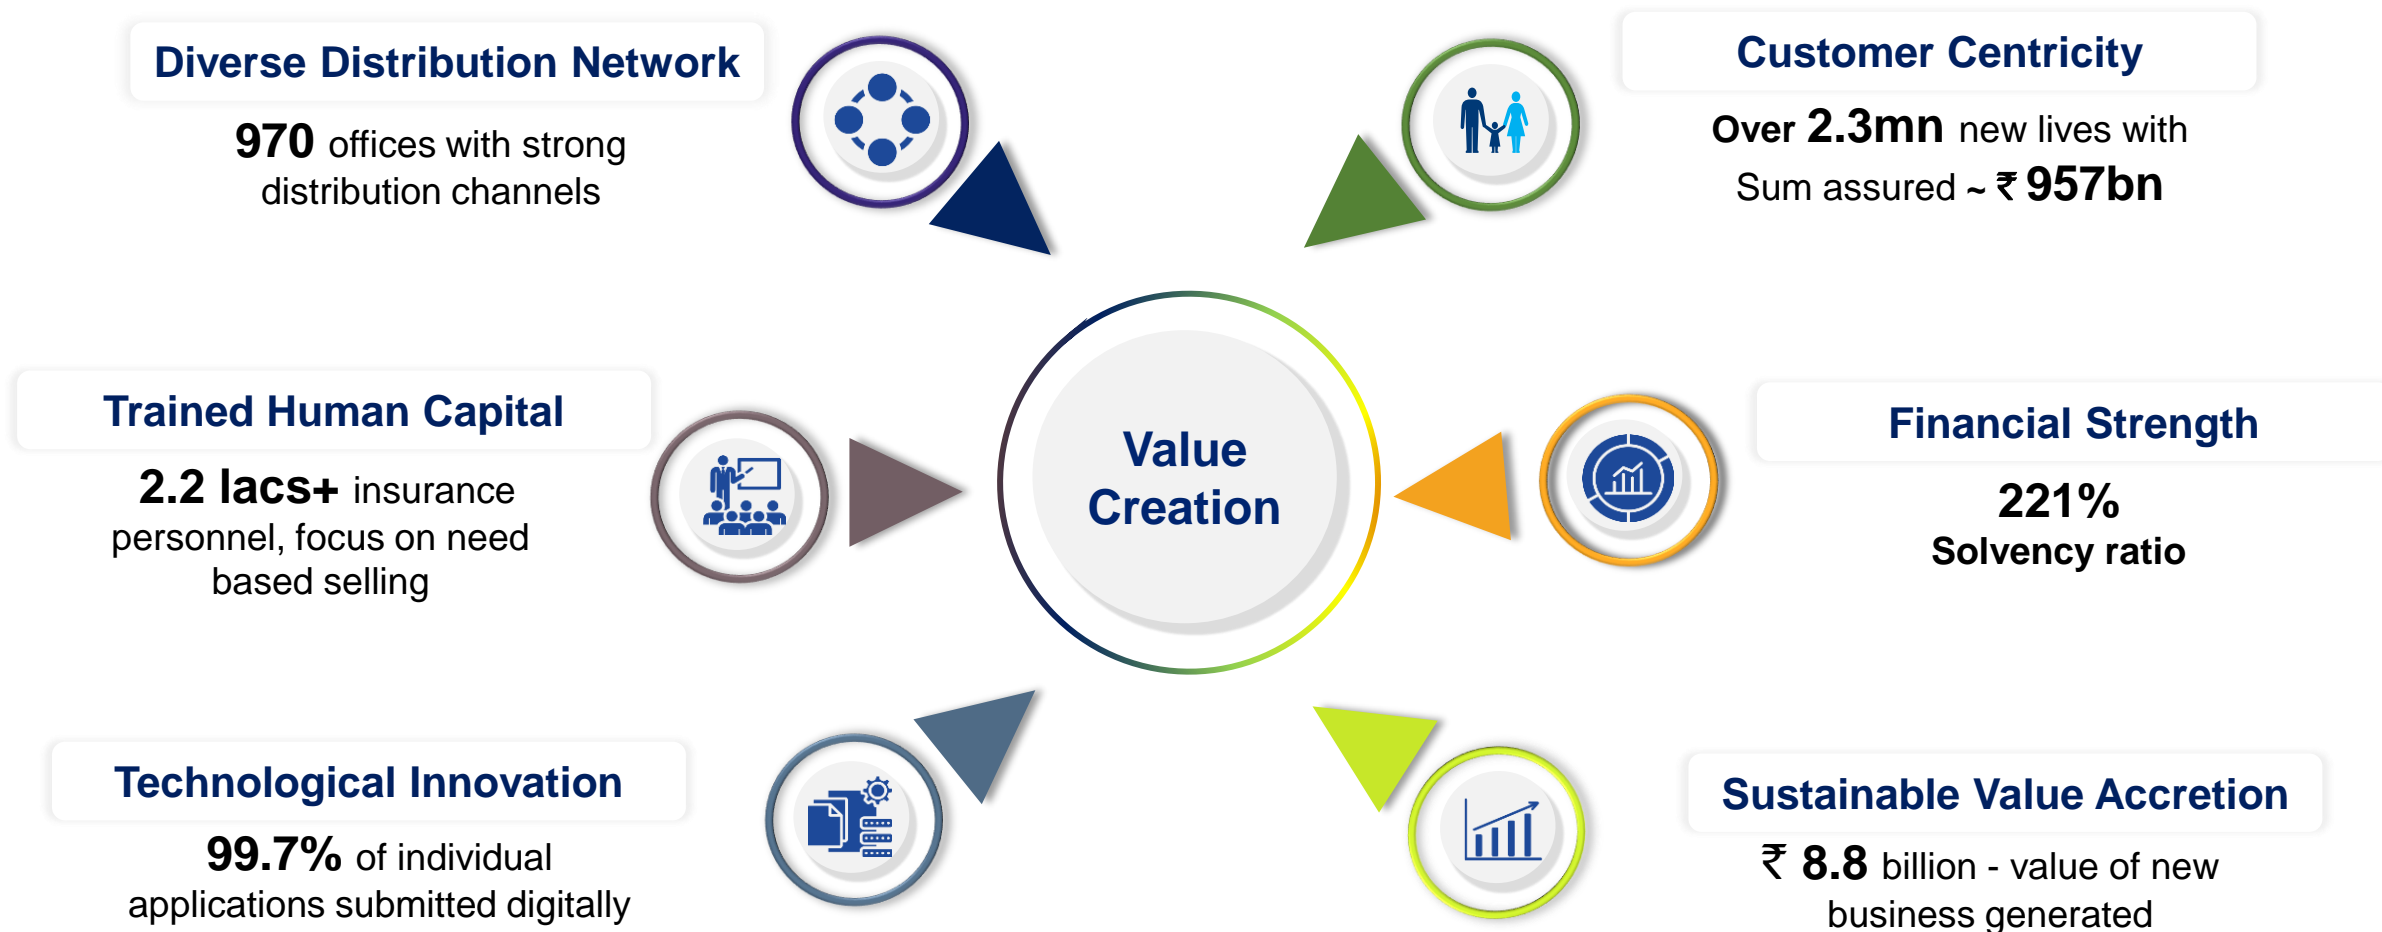 Diverse Distribution Network
970 offices with strong
distribution channels
Customer Centricity
Over 2.3mn new lives with
Sum assured ~ ₹ 957bn
Trained Human Capital
2.2 lacs+ insurance
personnel, focus on need
based selling
Value
Creation
Financial Strength
221%
Solvency ratio
Technological Innovation
99.7% of individual
applications submitted digitally
Sustainable Value Accretion
₹ 8.8 billion - value of new
business generated